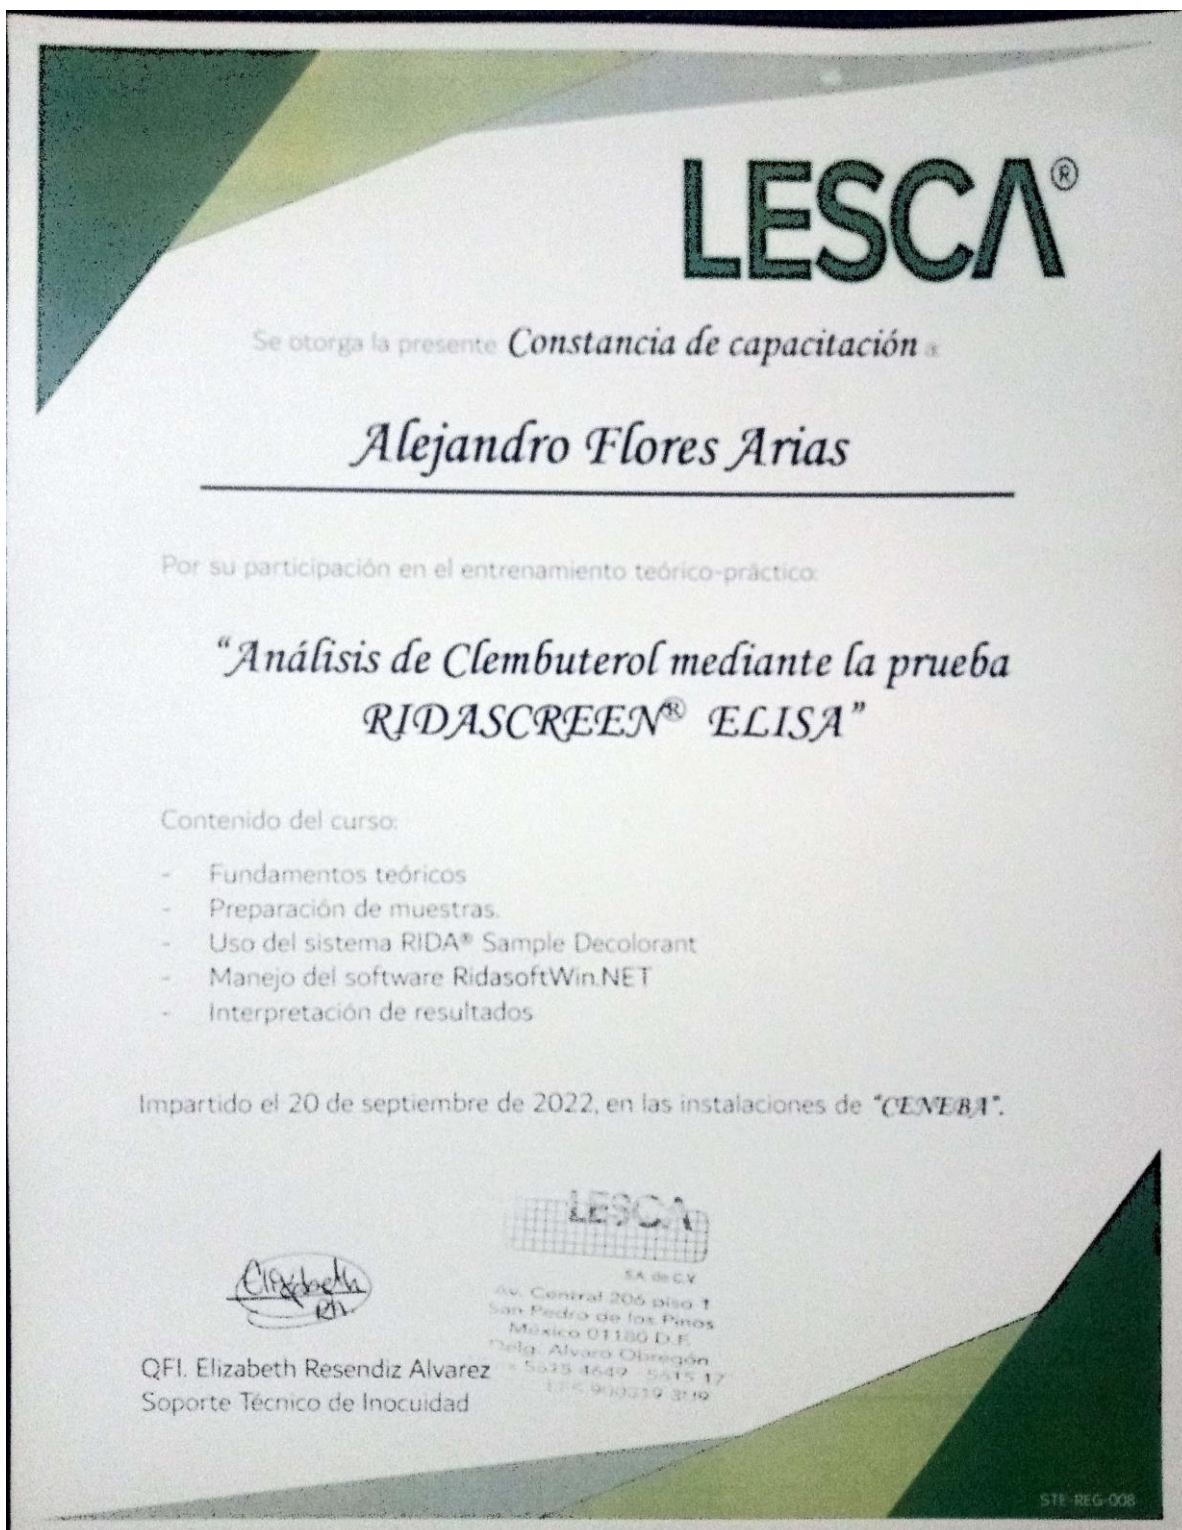 LESCA®
Se otorga la presente Constancia de capacitación a:
Alejandro Flores Arias
Por su participación en el entrenamiento teórico-práctico:
“Análisis de Clembuterol mediante la prueba
RIDASCREEN® ELISA”
Contenido del curso:
- Fundamentos teóricos
- Preparación de muestras.
- Uso del sistema RIDA® Sample Decolorant
- Manejo del software RidasoftWin.NET
- Interpretación de resultados
Impartido el 20 de septiembre de 2022, en las instalaciones de "CENEBA".
LESCA
S.A. de C.V.
Av. Central 206 piso 1
San Pedro de los Pinos
México 01180 D.F.
Delg. Alvaro Obregón
5615 17
Elizabeth
QFI. Elizabeth Resendiz Alvarez
Soporte Técnico de Inocuidad
STE-REG-008